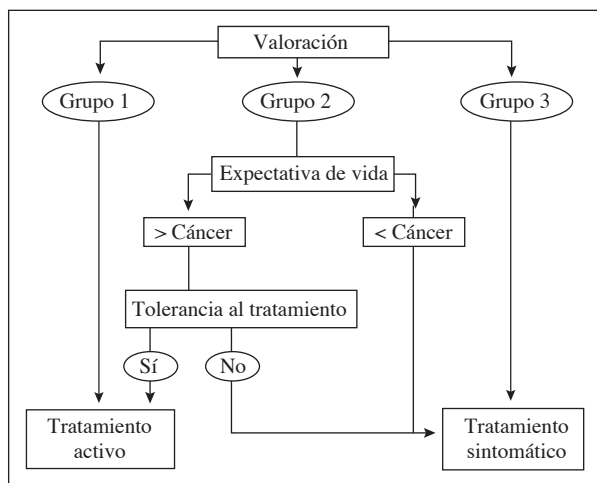 Valoración
Grupo 1
Grupo 2
Grupo 3
Expectativa de vida
> Cáncer
< Cáncer
Tolerancia al tratamiento
Sí
No
Tratamiento
activo
Tratamiento
sintomático